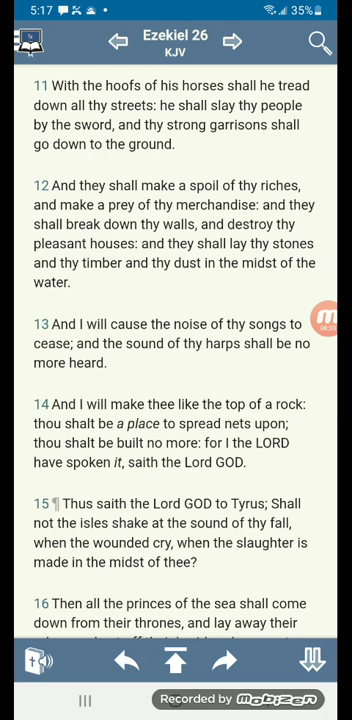 5:17
35%
Ezekiel 26
KJV
11 With the hoofs of his horses shall he tread
down all thy streets: he shall slay thy people
by the sword, and thy strong garrisons shall
go down to the ground.
12 And they shall make a spoil of thy riches,
and make a prey of thy merchandise: and they
shall break down thy walls, and destroy thy
pleasant houses: and they shall lay thy stones
and thy timber and thy dust in the midst of the
water.
13 And I will cause the noise of thy songs to
cease; and the sound of thy harps shall be no
more heard.
14 And I will make thee like the top of a rock:
thou shalt be a place to spread nets upon;
thou shalt be built no more: for I the LORD
have spoken it, saith the Lord GOD.
15 ¶ Thus saith the Lord GOD to Tyrus; Shall
not the isles shake at the sound of thy fall,
when the wounded cry, when the slaughter is
made in the midst of thee?
16 Then all the princes of the sea shall come
down from their thrones, and lay away their
Recorded by mobizen